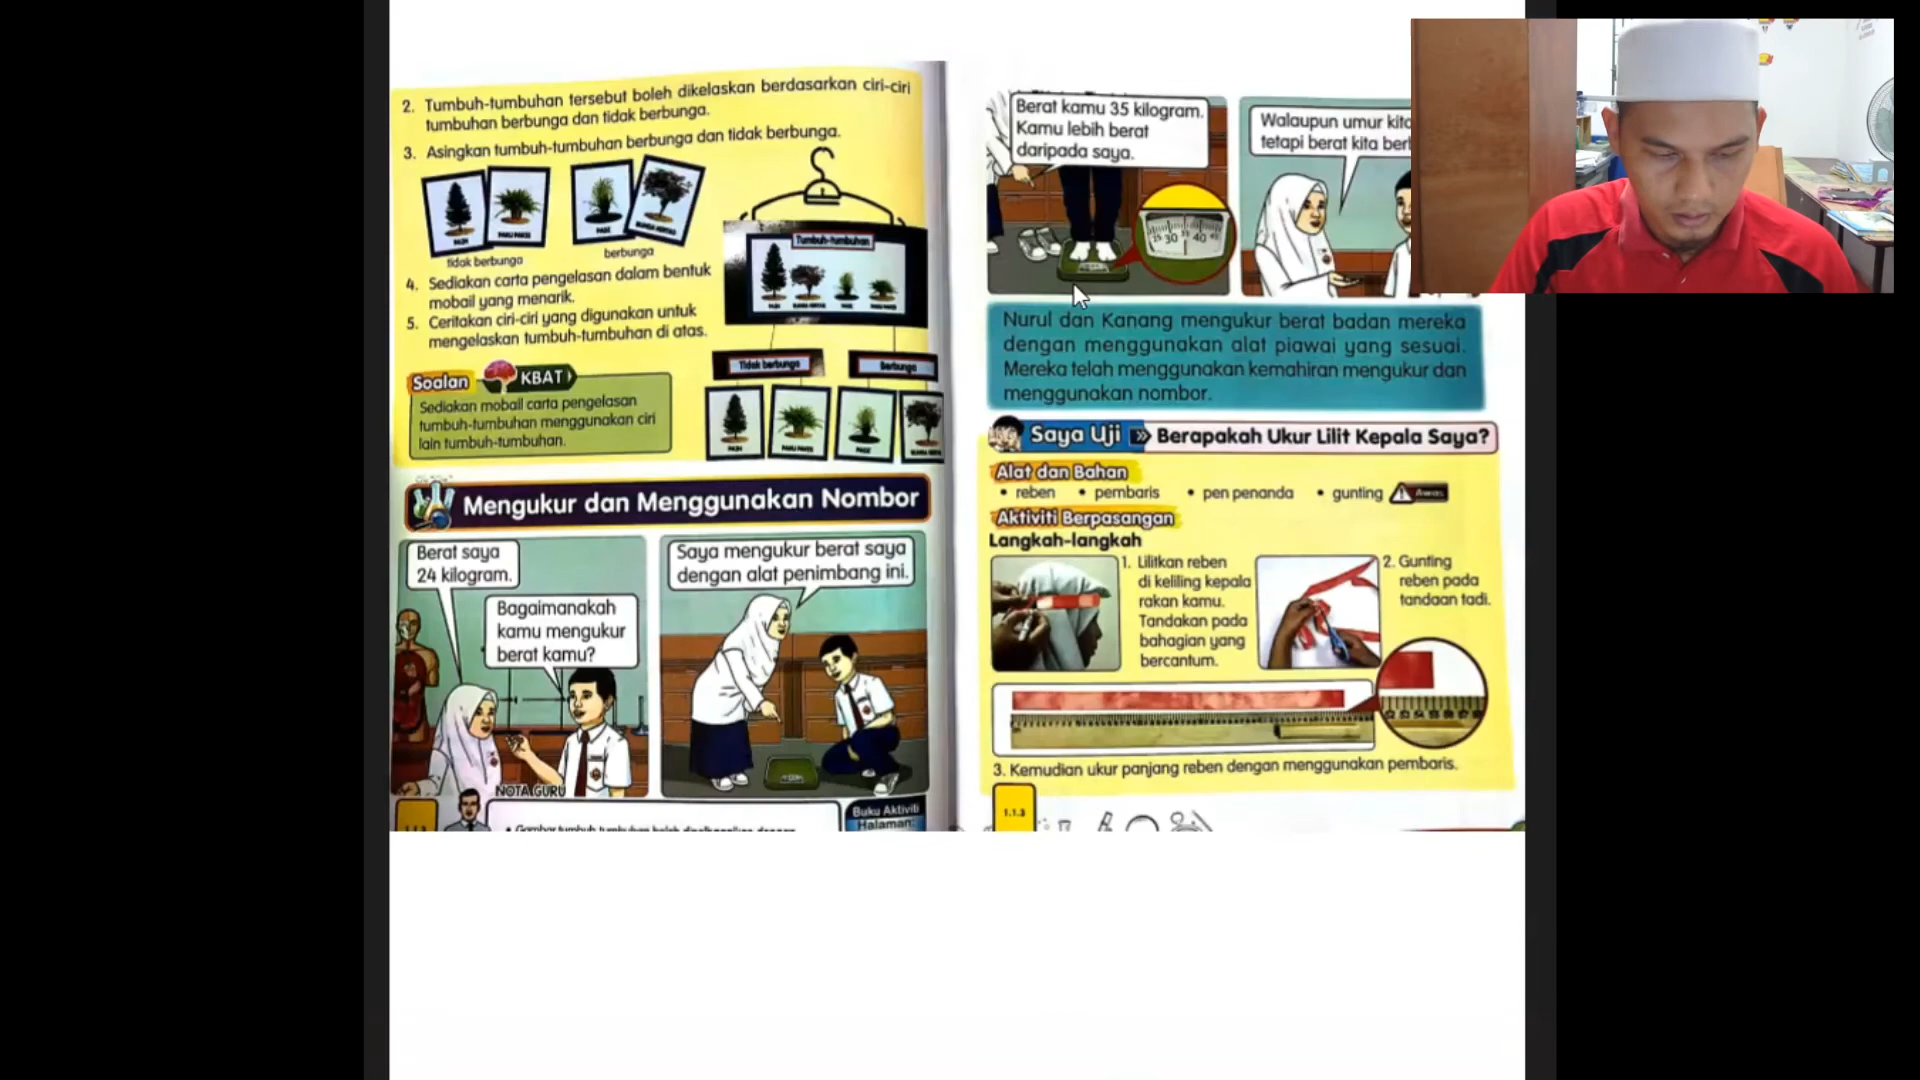 2. Tumbuh-tumbuhan tersebut boleh dikelaskan berdasarkan ciri-ciri
tumbuhan berbunga dan tidak berbunga.
3. Asingkan tumbuh-tumbuhan berbunga dan tidak berbunga.
tidak berbunga
berbunga
Tumbuh-tumbuhan
4. Sediakan carta pengelasan dalam bentuk
mobail yang menarik.
5. Ceritakan ciri-ciri yang digunakan untuk
mengelaskan tumbuh-tumbuhan di atas.
Tidak berbunga
Berbunga
Soalan KBAT
Sediakan mobail carta pengelasan
tumbuh-tumbuhan menggunakan ciri
lain tumbuh-tumbuhan.
Mengukur dan Menggunakan Nombor
Berat saya
24 kilogram.
Bagaimanakah
kamu mengukur
berat kamu?
Saya mengukur berat saya
dengan alat penimbang ini.
NOTA GURU
Buku Aktiviti
Halaman:
Berat kamu 35 kilogram.
Kamu lebih berat
daripada saya.
30 40
Walaupun umur kita
tetapi berat kita ber
Nurul dan Kanang mengukur berat badan mereka
dengan menggunakan alat piawai yang sesuai.
Mereka telah menggunakan kemahiran mengukur dan
menggunakan nombor.
Saya Uji Berapakah Ukur Lilit Kepala Saya?
Alat dan Bahan
• reben • pembaris • pen penanda • gunting Awas
Aktiviti Berpasangan
Langkah-langkah
1. Lilitkan reben
di keliling kepala
rakan kamu.
Tandakan pada
bahagian yang
bercantum.
2. Gunting
reben pada
tandaan tadi.
3. Kemudian ukur panjang reben dengan menggunakan pembaris.
1.1.3